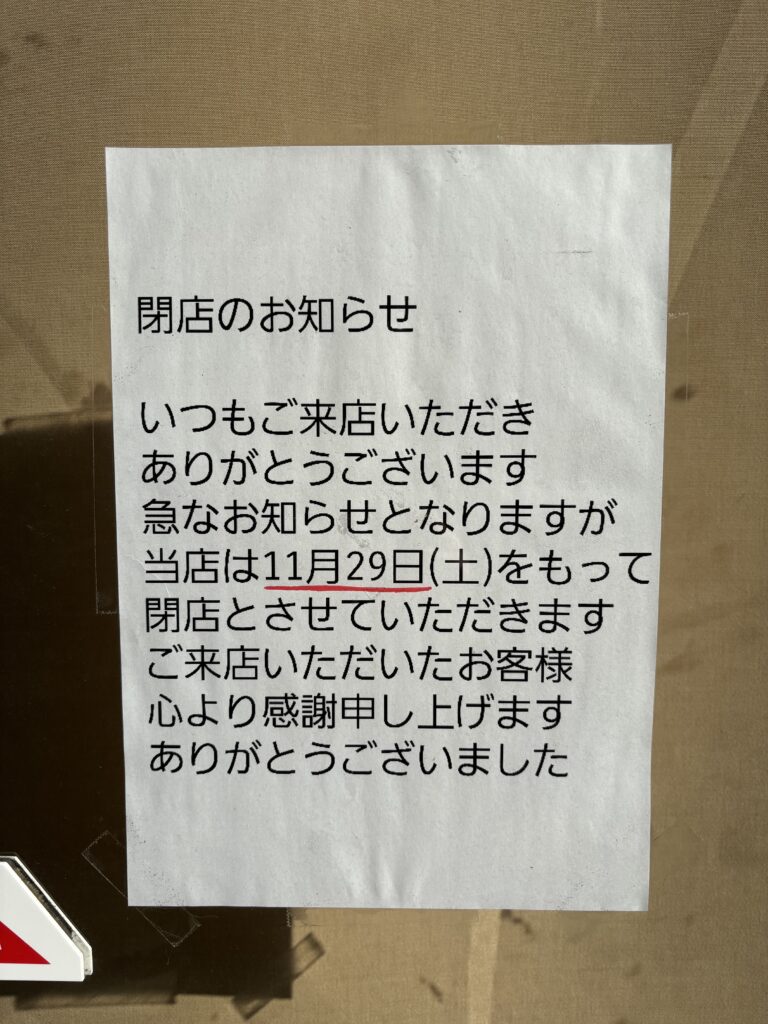 閉店のお知らせ
いつもご来店いただき
ありがとうございます
急なお知らせとなりますが
当店は11月29日(土)をもって
閉店とさせていただきます
ご来店いただいたお客様
心より感謝申し上げます
ありがとうございました